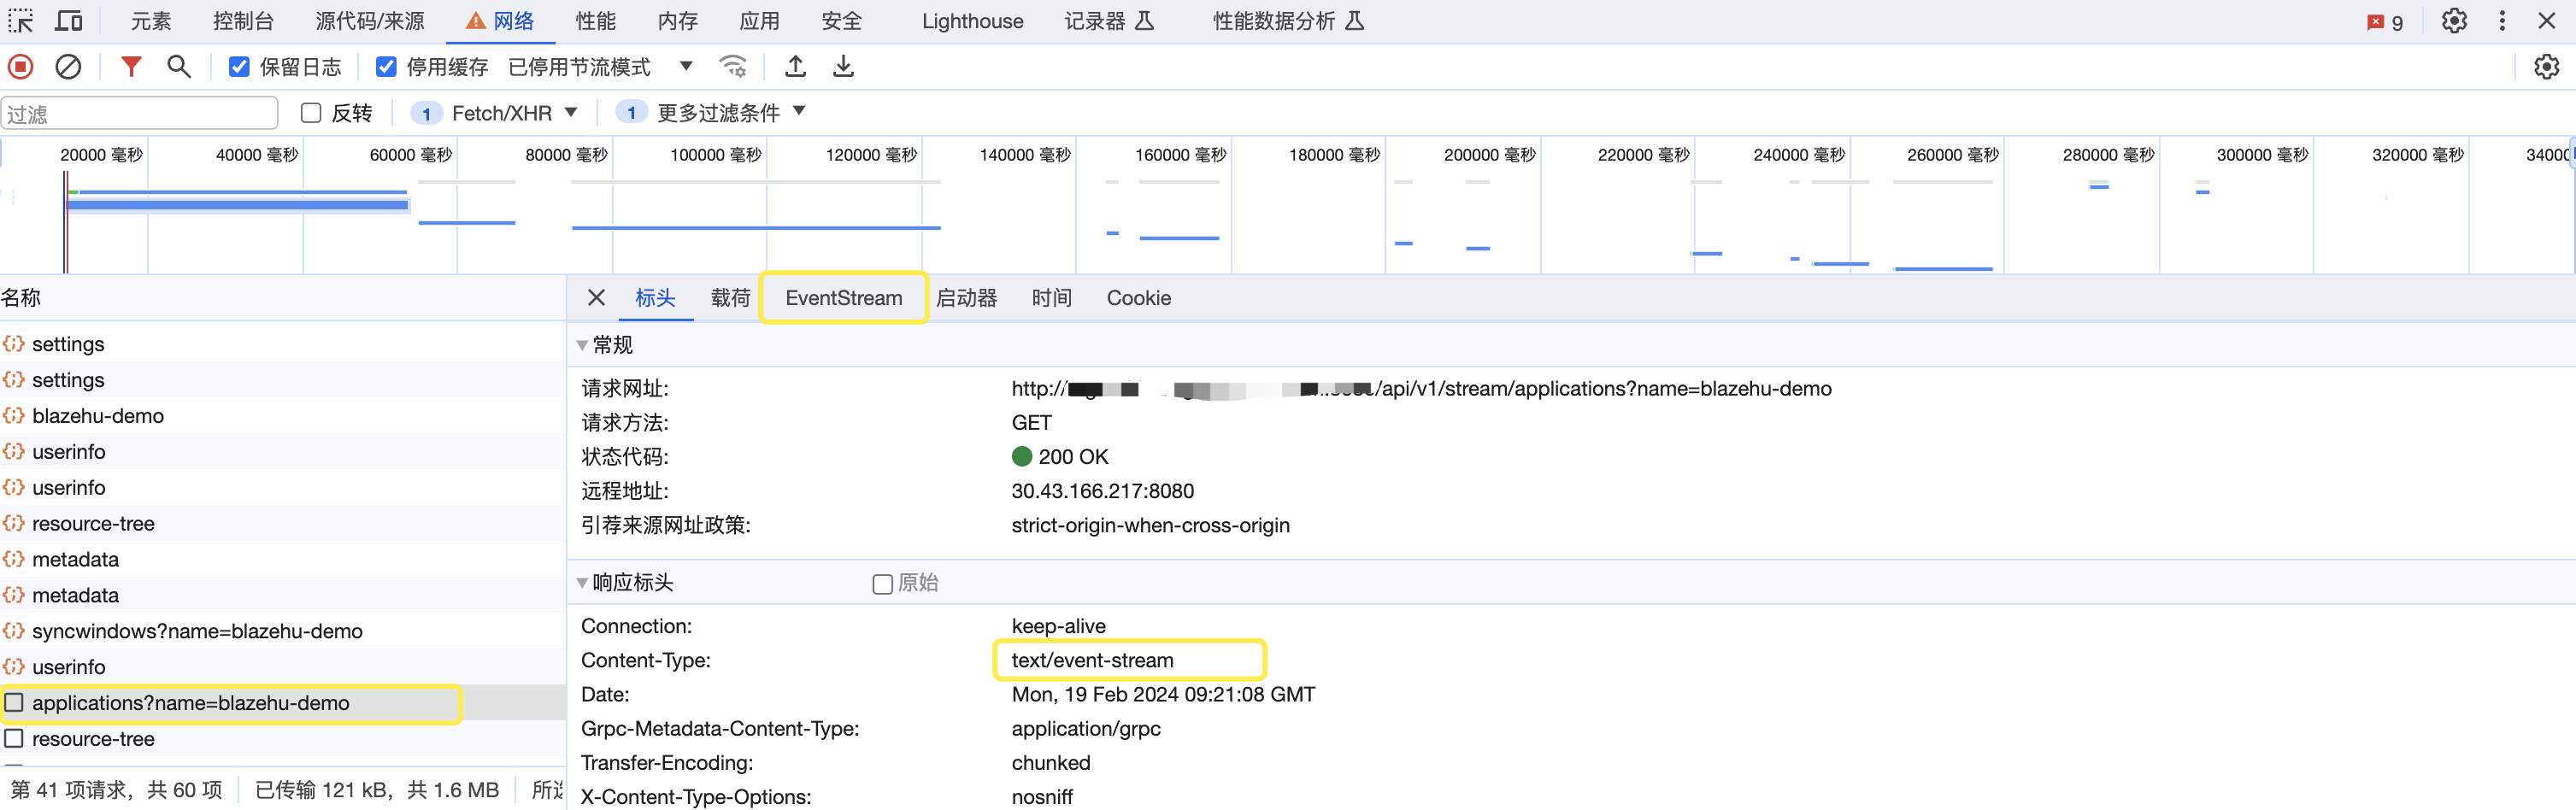 元素 控制台 源代码/来源 网络 性能 内存 应用 安全 Lighthouse 记录器 性能数据分析 9
保留日志 停用缓存 已停用节流模式
过滤 反转 1 Fetch/XHR 1 更多过滤条件
20000 毫秒 40000 毫秒 60000 毫秒 80000 毫秒 100000 毫秒 120000 毫秒 140000 毫秒 160000 毫秒 180000 毫秒 200000 毫秒 220000 毫秒 240000 毫秒 260000 毫秒 280000 毫秒 300000 毫秒 320000 毫秒
名称
settings
settings
blazehu-demo
userinfo
userinfo
resource-tree
metadata
metadata
syncwindows?name=blazehu-demo
userinfo
applications?name=blazehu-demo
resource-tree
第 41 项请求，共 60 项 已传输 121 kB，共 1.6 MB
标头 载荷 EventStream 启动器 时间 Cookie
常规
请求网址: http:// /api/v1/stream/applications?name=blazehu-demo
请求方法: GET
状态代码: 200 OK
远程地址: 30.43.166.217:8080
引荐来源网址政策: strict-origin-when-cross-origin
响应标头 原始
Connection: keep-alive
Content-Type: text/event-stream
Date: Mon, 19 Feb 2024 09:21:08 GMT
Grpc-Metadata-Content-Type: application/grpc
Transfer-Encoding: chunked
X-Content-Type-Options: nosniff